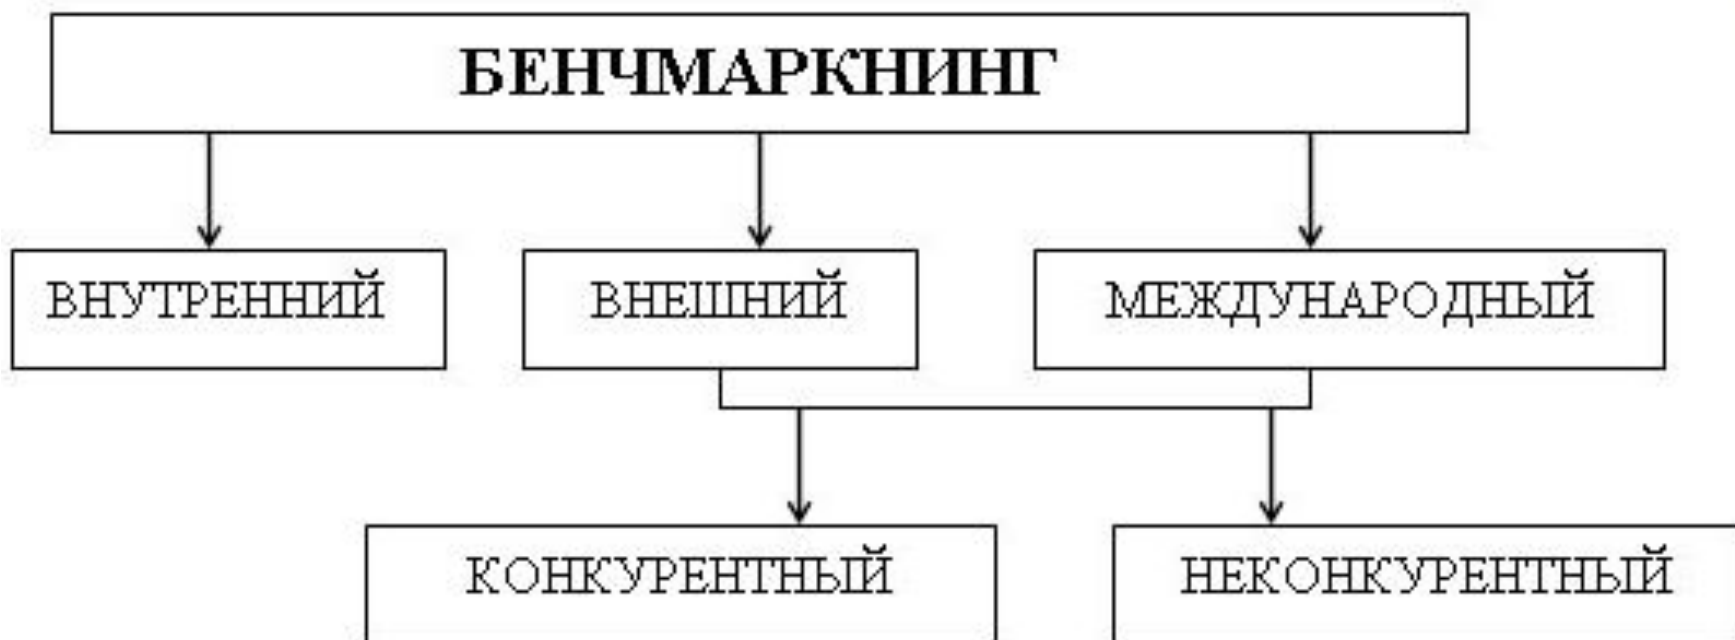 БЕНЧМАРКНИНГ
ВНУТРЕННИЙ
ВНЕШНИЙ
МЕЖДУНАРОДНЫЙ
КОНКУРЕНТНЫЙ
НЕКОНКУРЕНТНЫЙ